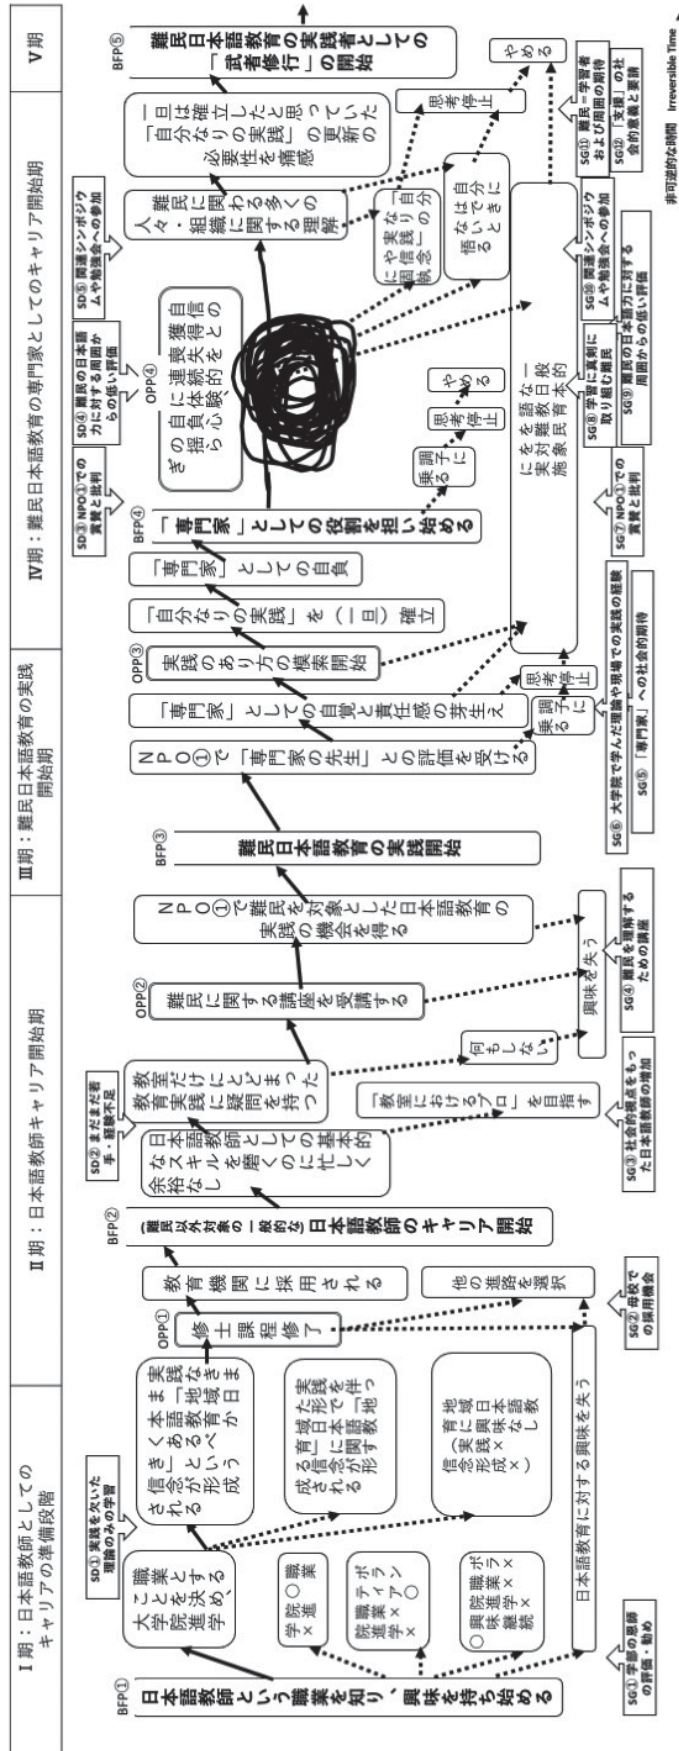 Ⅰ期：日本語教師としての
キャリアの準備段階
Ⅱ期：日本語教師キャリア開始期
Ⅲ期：難民日本語教育の実践
開始期
Ⅳ期：難民日本語教育の専門家としてのキャリア開始期
Ⅴ期
SD① 実践を欠いた
理論のみの学習
SD② まだまだ若
手・経験不足
SD③ NPO①での
賞賛と批判
SD④ 難民の日本語
力に対する周囲か
らの低い評価
SD⑤ 関連シンポジウ
ムや勉強会への参加
BFP①
日本語教師という職業を知り、興味を持ち始める
職業とする
ことを決め、
大学院進学
職業
○
学院進
×
ボラン
ティア○
職業×
院進学×
ボラ×
職業×
院進学×
興味継続
○
実践なきま
ま「地域日
本語教育か
くあるべ
き」という
信念が形成
される
実践を伴っ
た形で「地
域日本語教
育」に関す
る信念が形
成される
地域日本語教
育に興味なし
（実践×
信念形成×）
日本語教育に対する興味を失う
OPP①
修士課程修了
教育機関に採用される
他の進路を選択
BFP②
(難民以外対象の一般的な) 日本語教師のキャリア開始
日本語教師としての基本的
なスキルを磨くのに忙しく
余裕なし
教室だけにとどまった
教育実践に疑問を持つ
「教室におけるプロ」を目指す
何もしない
OPP②
難民に関する講座を受講する
NPO①で難民を対象とした日本語教育の
実践の機会を得る
興味を失う
BFP③
難民日本語教育の実践開始
NPO①で「専門家の先生」との評価を受ける
「専門家」としての自覚と責任感の芽生え
調子に
乗る
思考停止
OPP③
実践のあり方の模索開始
「自分なりの実践」を（一旦）確立
「専門家」としての自負
BFP④
「専門家」としての役割を担い始める
調子に
乗る
思考停止
やめる
OPP④
自信の
獲得と
喪失を
連続的
に体験、
自負心
の揺ら
ぎ
一般
的な日本
語教育
を難民
を対象
に実施
難民に関わる多くの
人々・組織に関する理解
「自分
なりの
実践」
や信念
に固執
自分に
はでき
ないと
悟る
一旦は確立したと思っていた
「自分なりの実践」の更新の
必要性を痛感
思考停止
やめる
BFP⑤
難民日本語教育の実践者としての
「武者修行」の開始
SG① 学部の恩師
の評価・勧め
SG② 母校で
の採用機会
SG③ 社会的視点をもっ
た日本語教師の増加
SG④ 難民を理解する
ための講座
SG⑥ 大学院で学んだ理論や現場での実践の経験
SG⑤ 「専門家」への社会的期待
SG⑦ NPO①での
賞賛と批判
SG⑧ 学習に真剣に
取り組む難民
SG⑨ 難民の日本語力に対する
周囲からの低い評価
SG⑩ 関連シンポジウ
ムや勉強会への参加
SG⑪ 難民＝学習者
および周囲の期待
SG⑫ 「支援」の社
会的意義と要請
非可逆的な時間 Irreversible Time